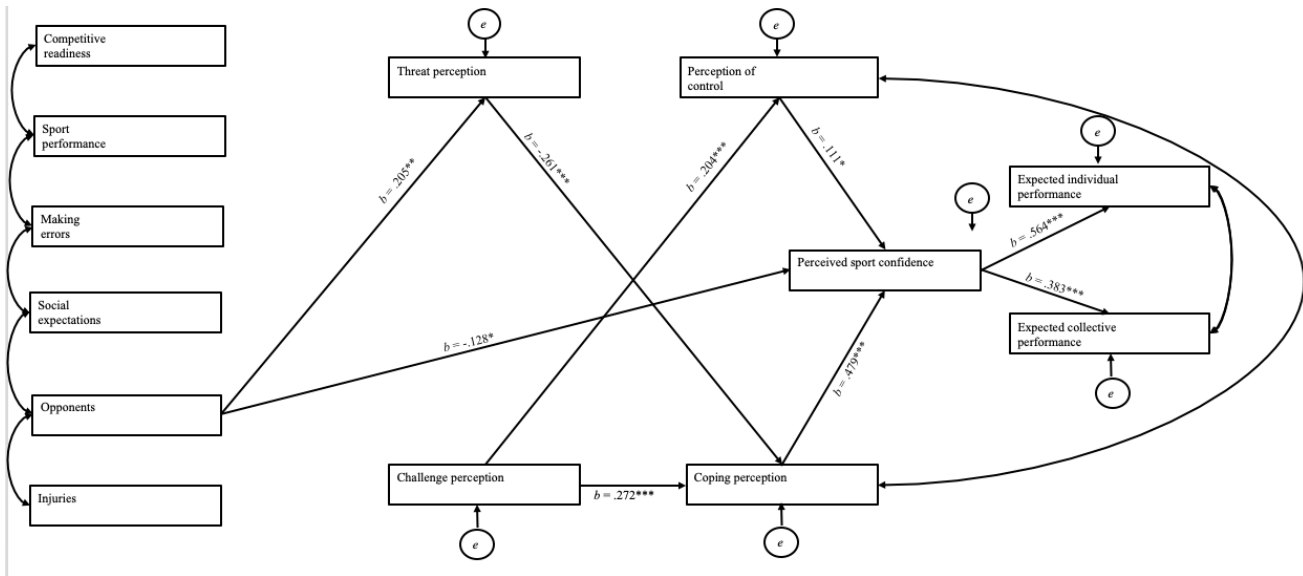 Competitive
readiness
Sport
performance
Making
errors
Social
expectations
Opponents
Injuries
e
Threat perception
b = .205**
b = -.261***
b = -.128*
Challenge perception
e
b = .272***
e
Perception of
control
b = .204***
b = .111*
e
Perceived sport confidence
b = .479***
Coping perception
e
e
Expected individual
performance
b = .564***
b = .383***
Expected collective
performance
e